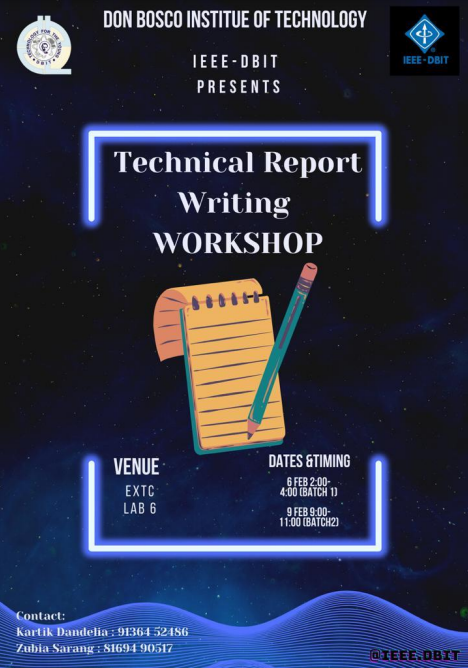 DON BOSCO INSTITUE OF TECHNOLOGY
IEEE-DBIT
IEEE-DBIT
PRESENTS
Technical Report
Writing
WORKSHOP
VENUE
EXTC
LAB 6
DATES &TIMING
6 FEB 2:00-
4:00 (BATCH 1)
9 FEB 9:00-
11:00 (BATCH2)
Contact:
Kartik Dandelia : 91364 52486
Zubia Sarang : 81694 90517
@IEEE.DBIT